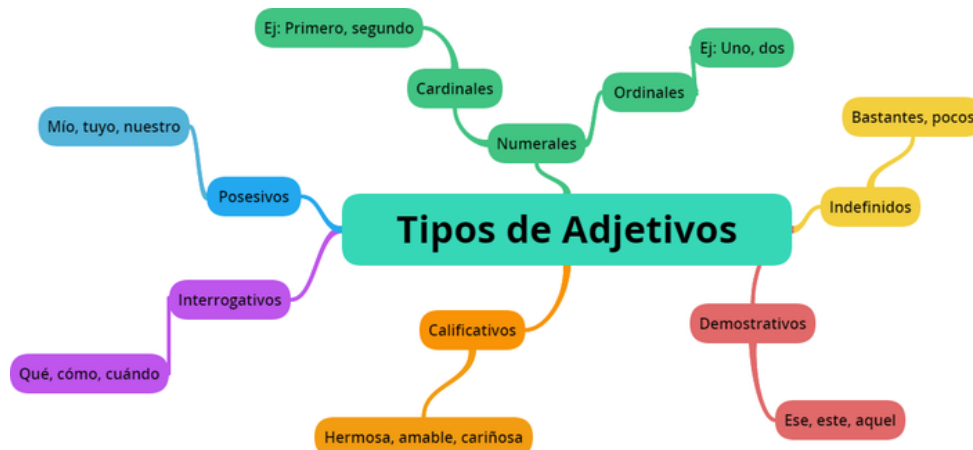 Ej: Primero, segundo
Cardinales
Numerales
Ordinales
Ej: Uno, dos
Mío, tuyo, nuestro
Posesivos
Bastantes, pocos
Indefinidos
Tipos de Adjetivos
Interrogativos
Qué, cómo, cuándo
Calificativos
Hermosa, amable, cariñosa
Demostrativos
Ese, este, aquel